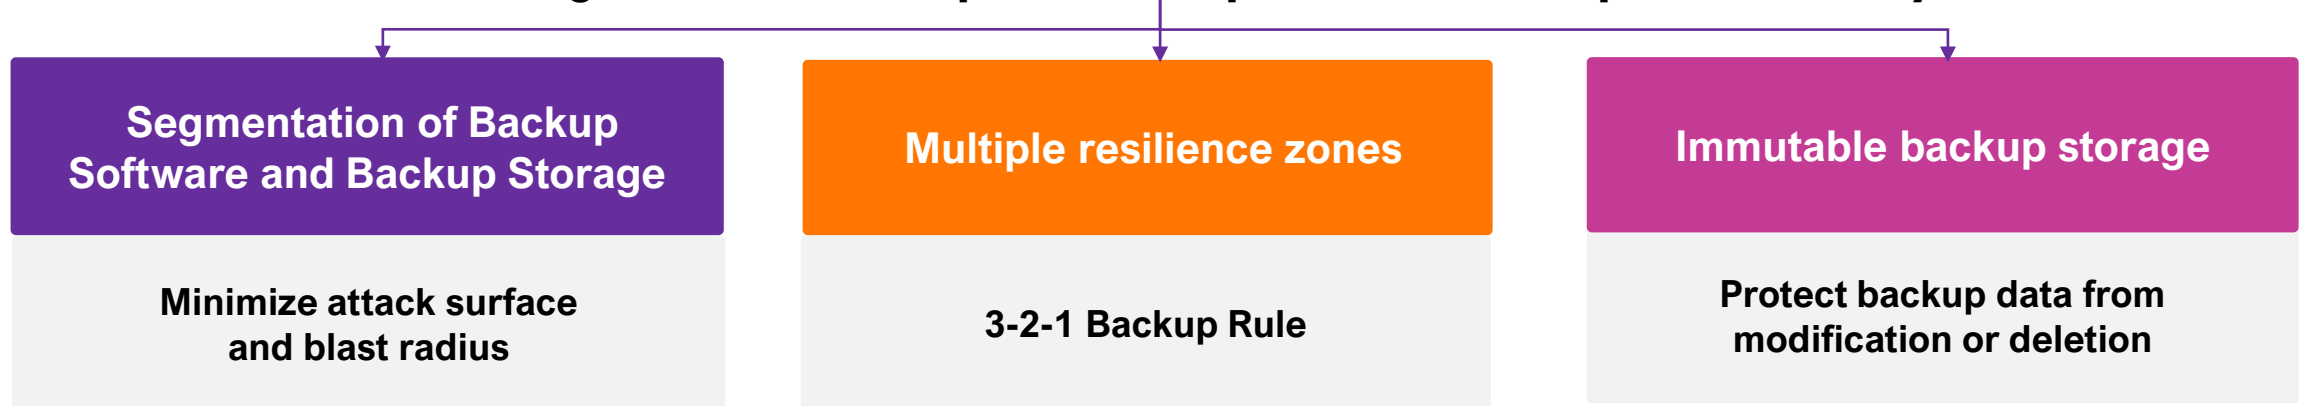 Segmentation of Backup
Software and Backup Storage
Multiple resilience zones
Immutable backup storage
Minimize attack surface
and blast radius
3-2-1 Backup Rule
Protect backup data from
modification or deletion